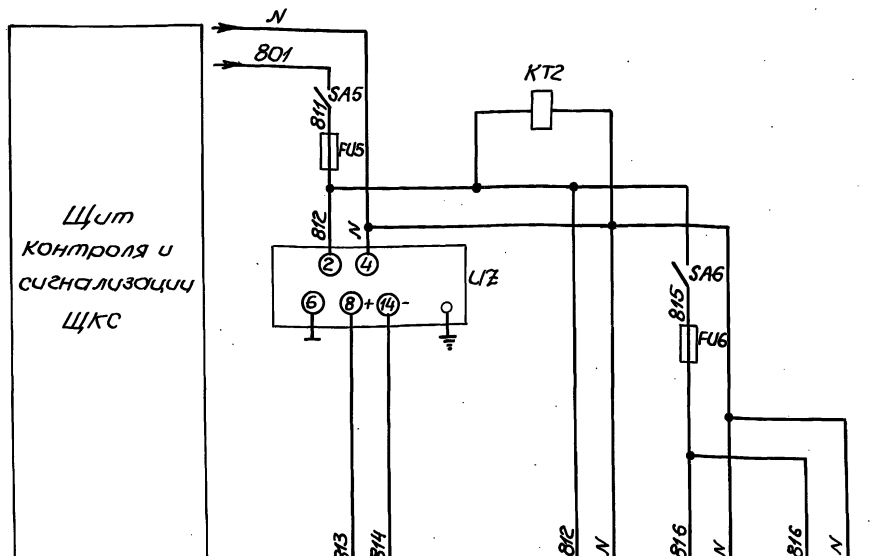 N
801
KT2
SA5
811
FU5
Щит
контроля и
сигнализации
ЩКС
812
N
2
4
UZ
SA6
815
6
8
+
14
-
FU6
813
814
812
N
816
N
816
N